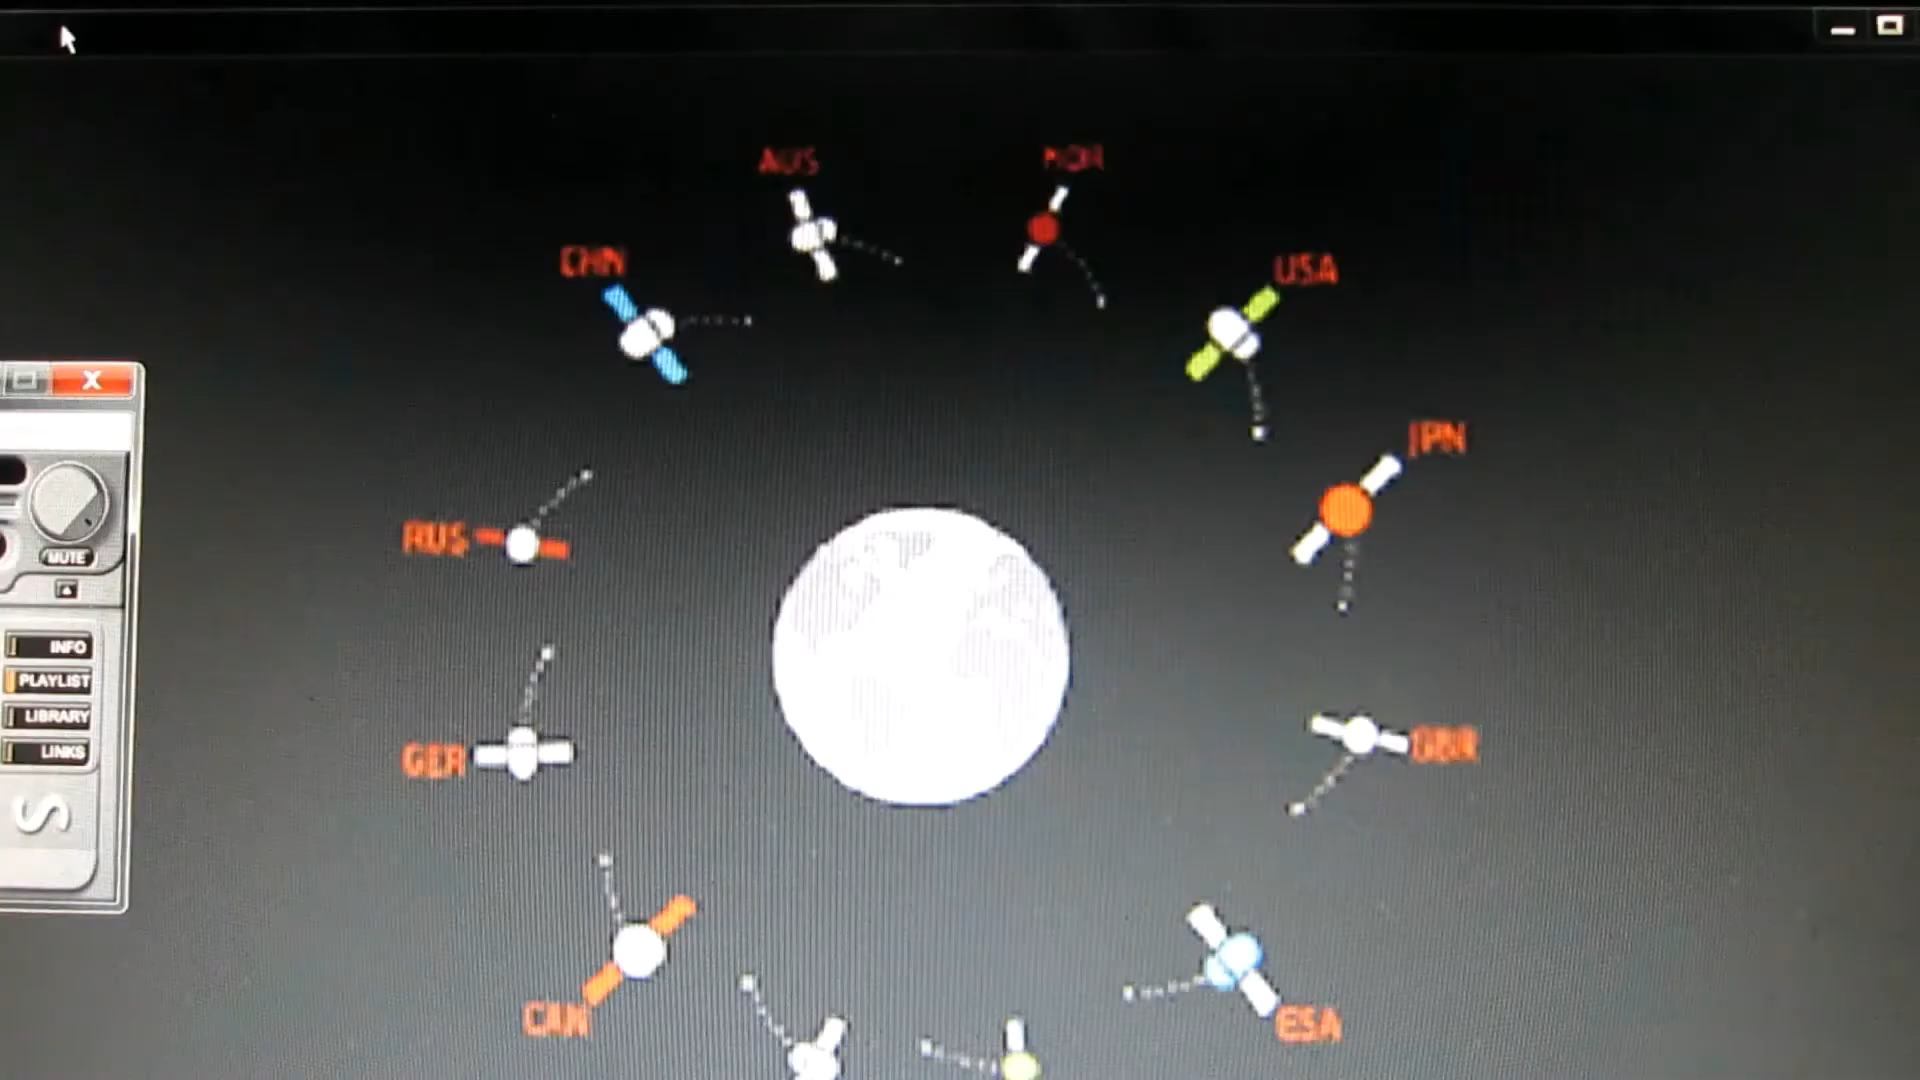 AUS
CHN
USA
JPN
RUS
MUTE
INFO
PLAYLIST
LIBRARY
LINKS
GER
GBR
CAN
ESA